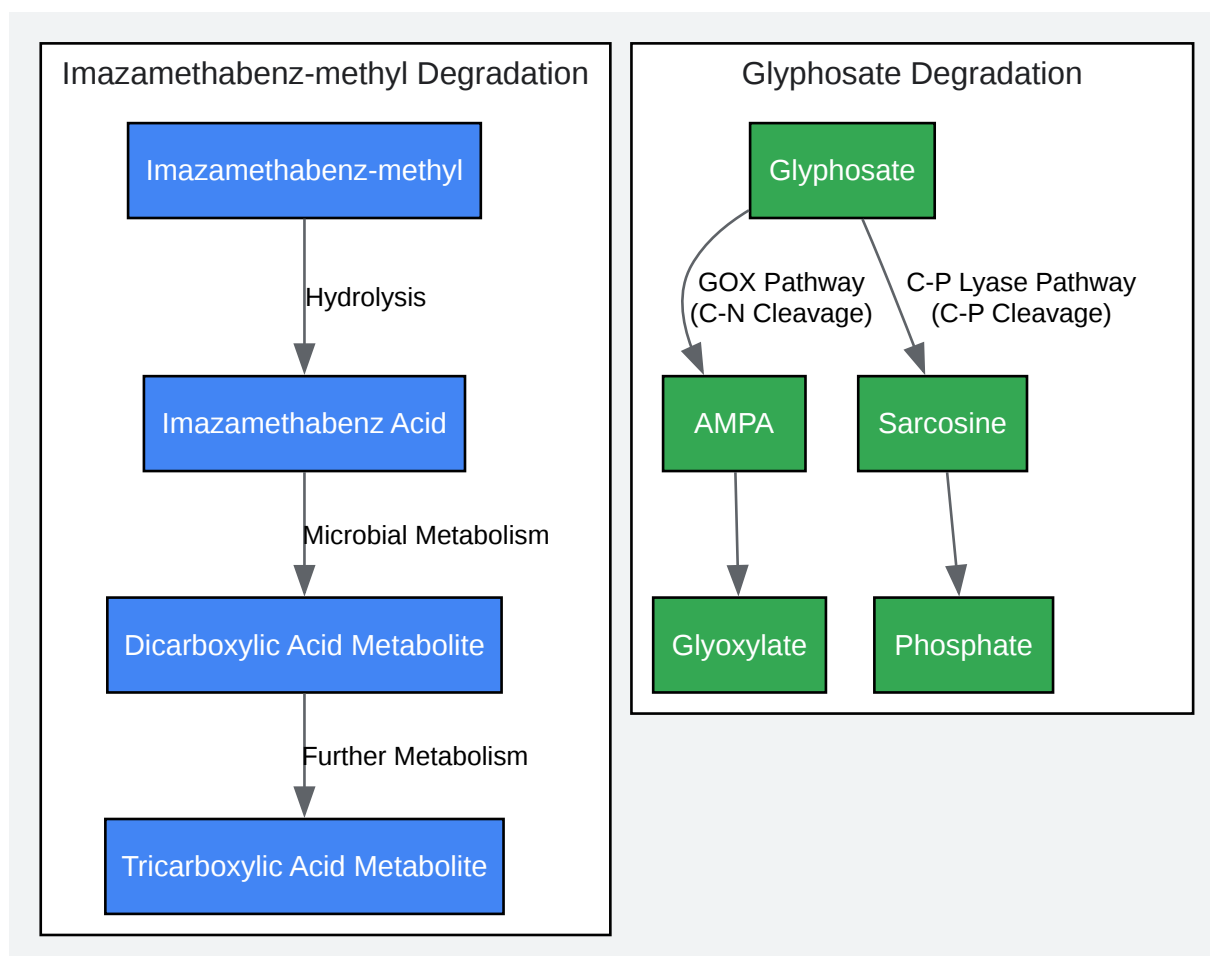 Imazamethabenz-methyl Degradation
Imazamethabenz-methyl
Hydrolysis
Imazamethabenz Acid
Microbial Metabolism
Dicarboxylic Acid Metabolite
Further Metabolism
Tricarboxylic Acid Metabolite
Glyphosate Degradation
Glyphosate
GOX Pathway
(C-N Cleavage)
C-P Lyase Pathway
(C-P Cleavage)
AMPA
Sarcosine
Glyoxylate
Phosphate